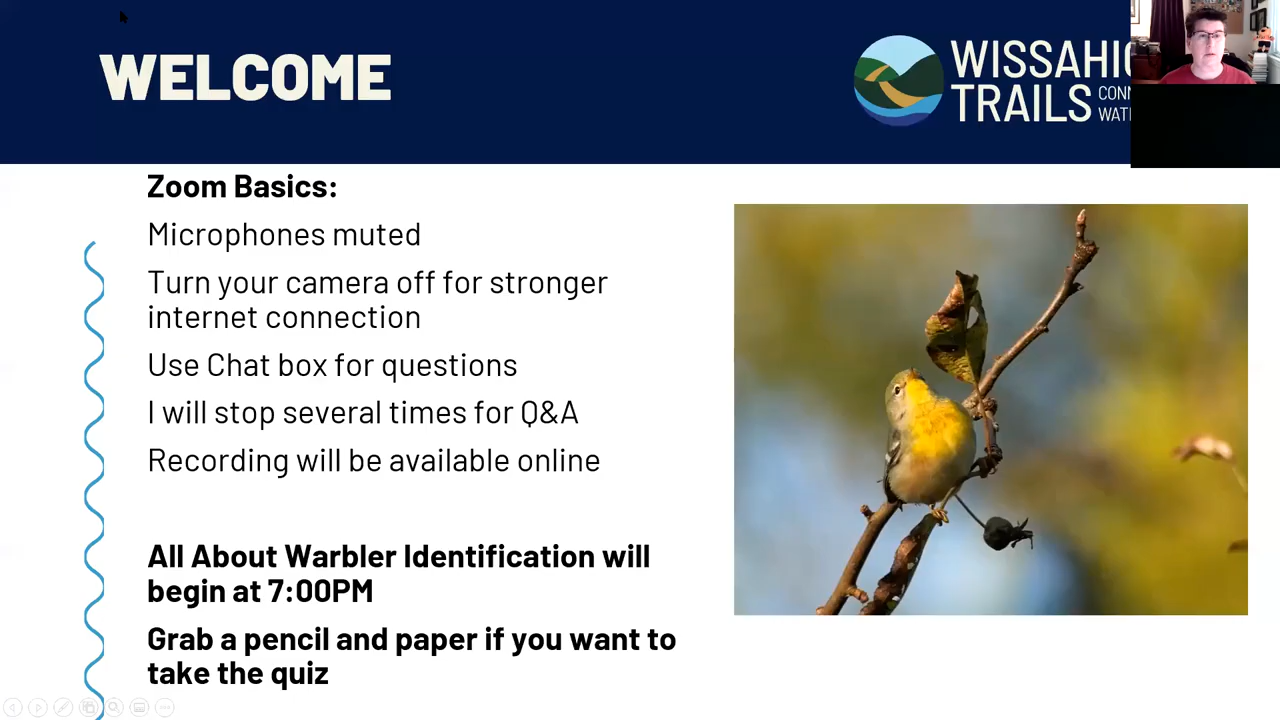 WELCOME
WISSAHIC
TRAILS
CONN
WAT
Zoom Basics:
Microphones muted
Turn your camera off for stronger
internet connection
Use Chat box for questions
I will stop several times for Q&A
Recording will be available online
All About Warbler Identification will
begin at 7:00PM
Grab a pencil and paper if you want to
take the quiz